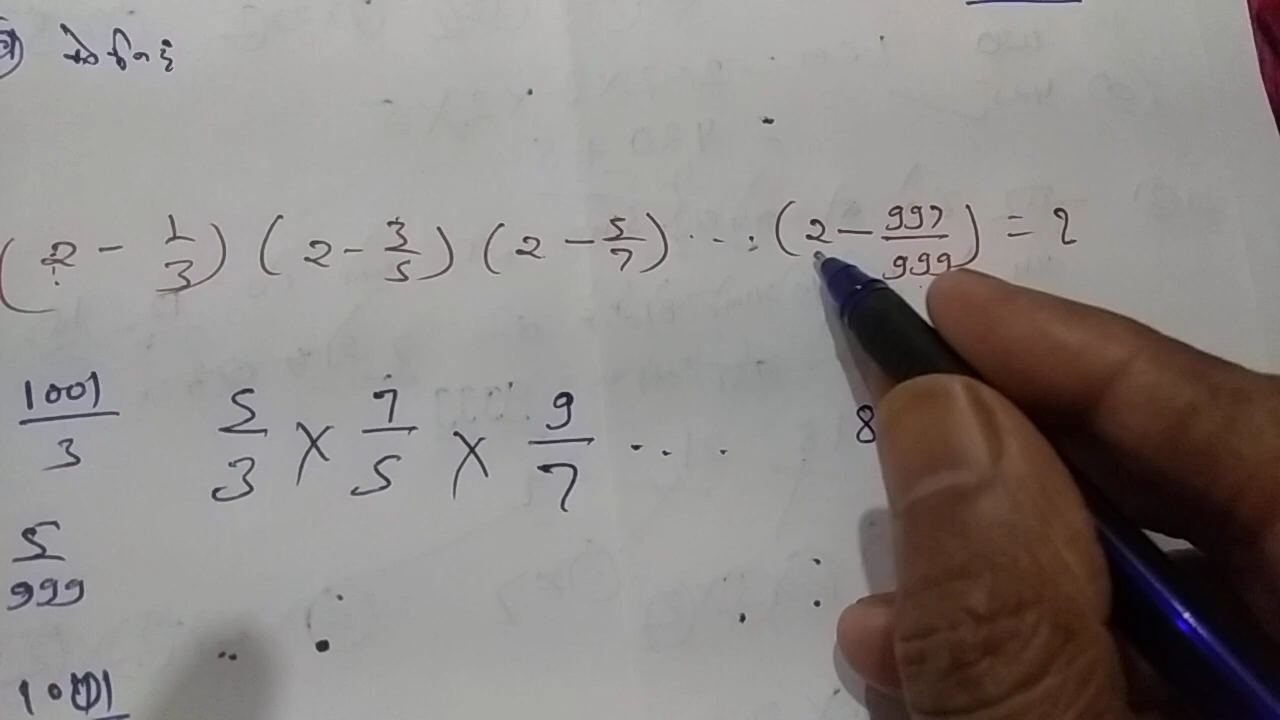 (2 - 1/3) (2 - 3/5) (2 - 5/7) ... (2 - 997/999) = ?
1001/3
5/3 × 7/5 × 9/7 ...
8
5/999
1001